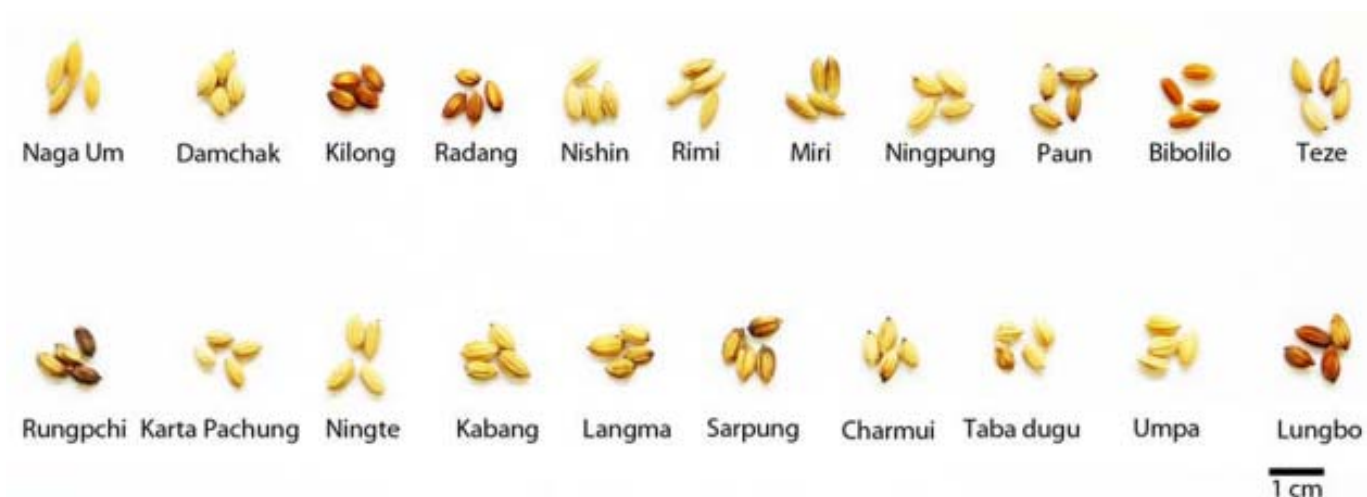 Naga Um Damchak Kilong Radang Nishin Rimi Miri Ningpung Paun Bibolilo Teze
Rungpchi Karta Pachung Ningte Kabang Langma Sarpung Charmui Taba dugu Umpa Lungbo
1 cm